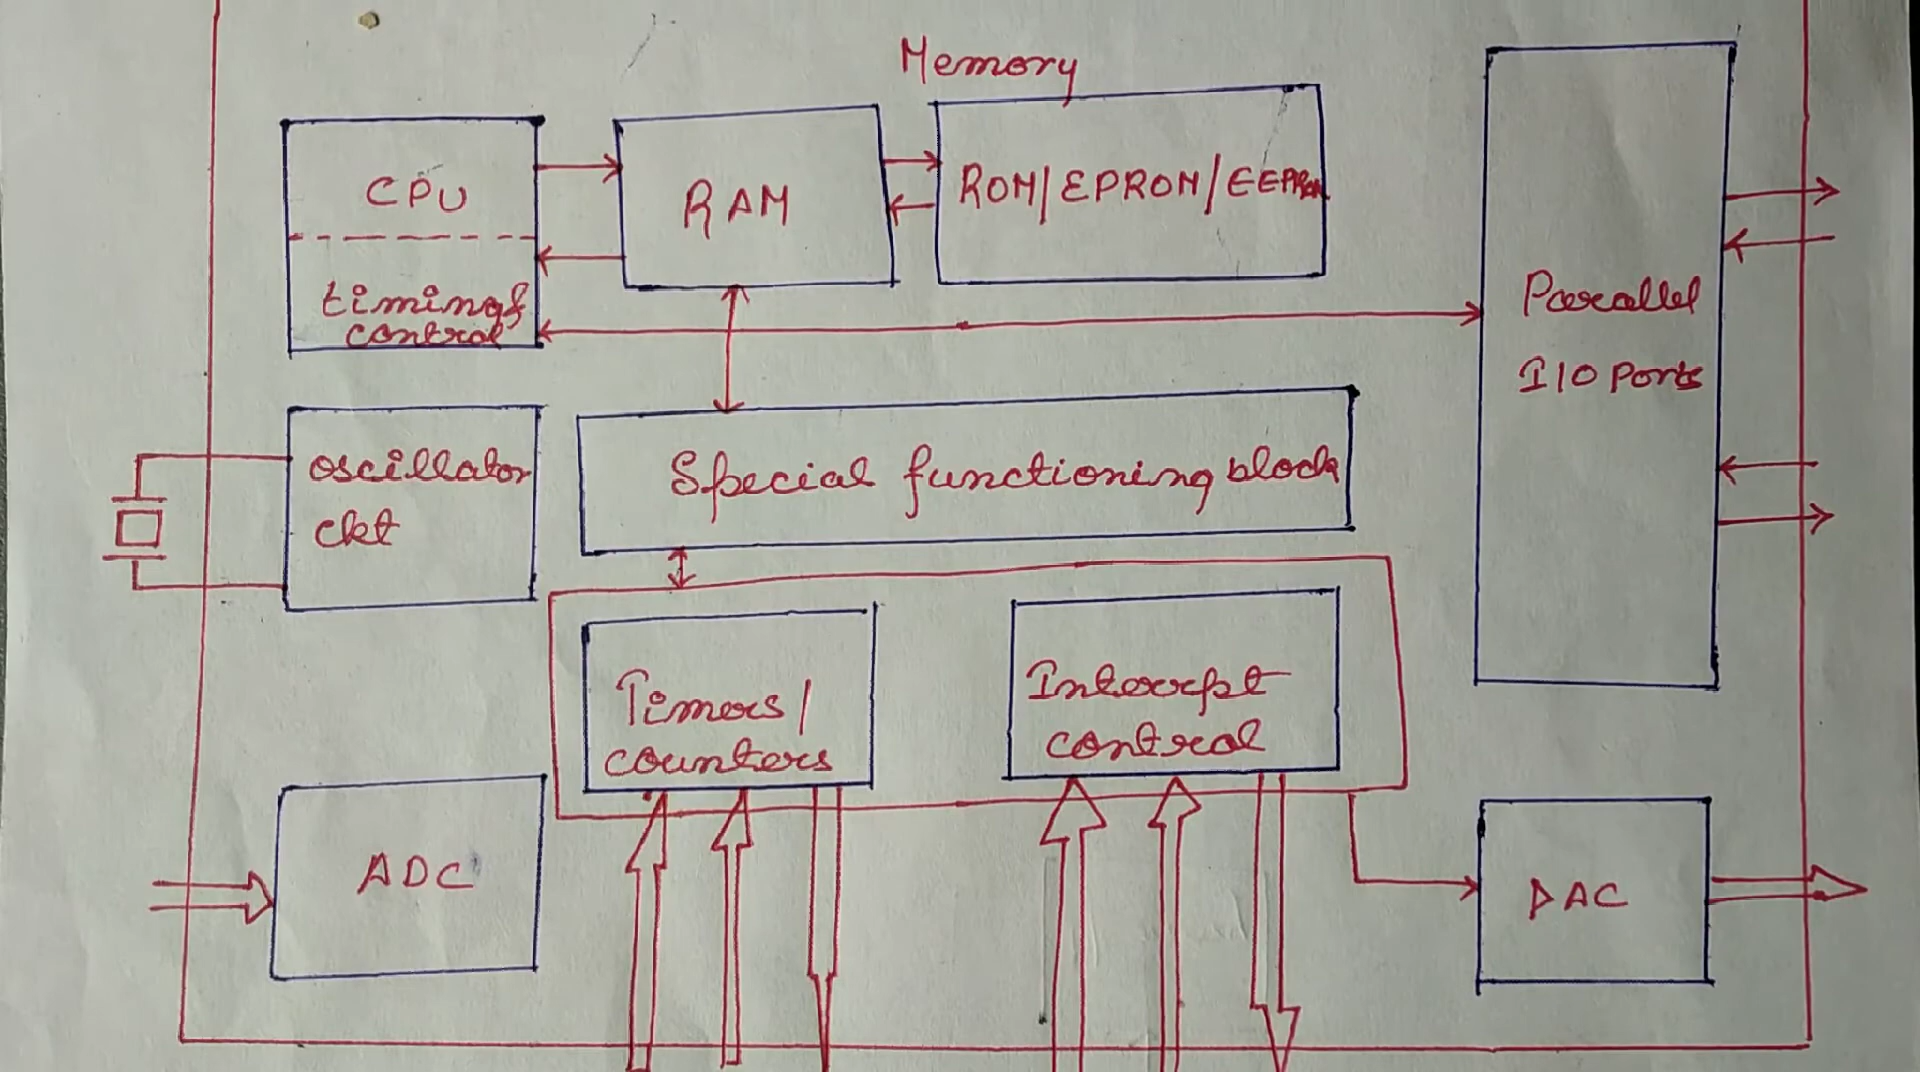 Memory
CPU
timing &
control
RAM
ROM/EPROM/EEPROM
Parallel
I/O Ports
oscillator
ckt
Special functioning block
Timers/
counters
Interrupt
control
ADC
DAC